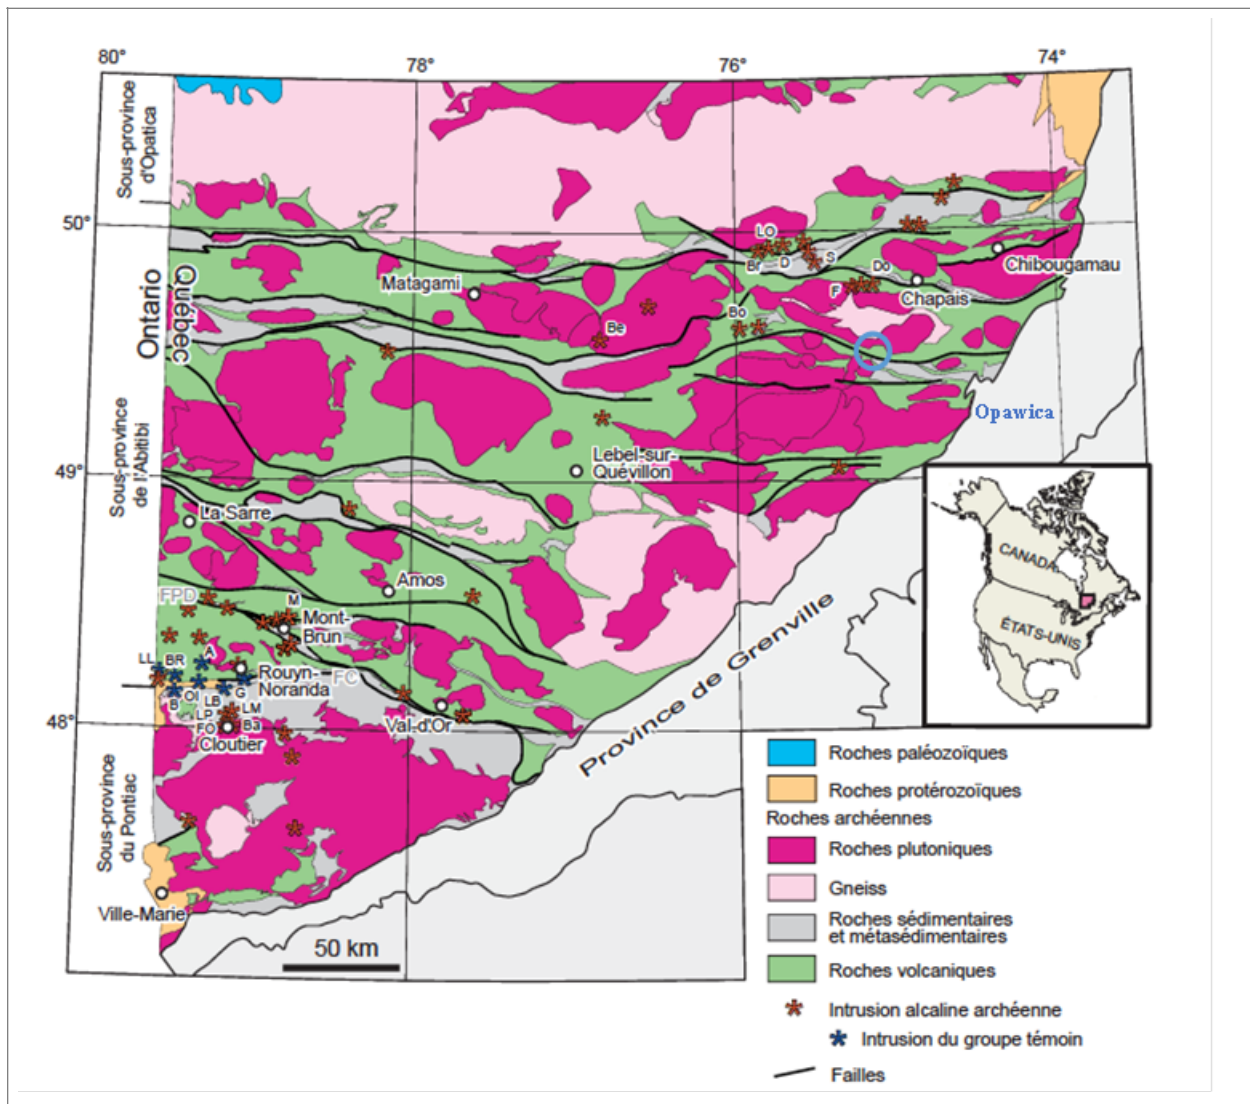 80°
78°
76°
74°
Sous-province
d'Opatica
50°
LO
Br
D
S
Do
F
Chibougamau
Chapais
Ontario
Québec
Matagami
Be
Bo
Opawica
Sous-province
de l'Abitibi
49°
Lebel-sur-
Quévillon
La Sarre
Amos
FPD
M
Mont-
Brun
A
LL
BR
Rouyn-
Noranda
FC
B
OI
LB
G
LP
LM
FO
Ba
Cloutier
48°
Val-d'Or
Province de Grenville
Sous-province
du Pontiac
Ville-Marie
50 km
CANADA
ÉTATS-UNIS
Roches paléozoïques
Roches protérozoïques
Roches archéennes
Roches plutoniques
Gneiss
Roches sédimentaires
et métasédimentaires
Roches volcaniques
Intrusion alcaline archéenne
Intrusion du groupe témoin
Failles